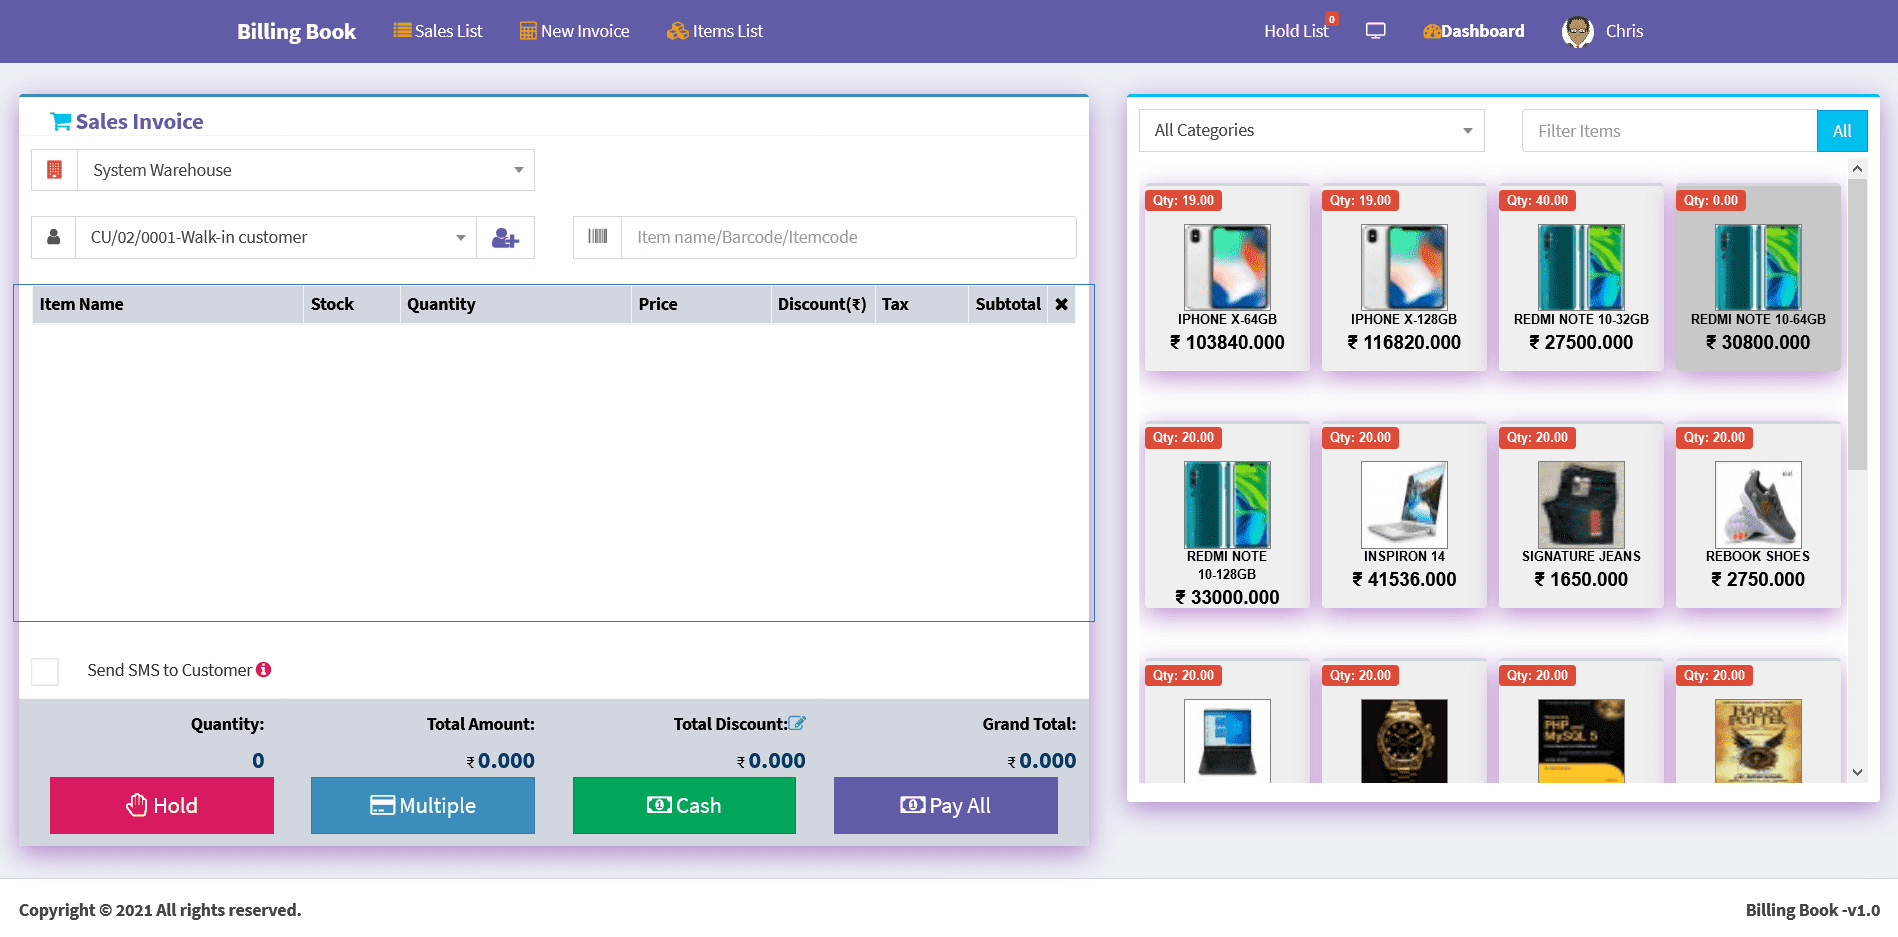 Billing Book
Sales List
New Invoice
Items List
Hold List
0
Dashboard
Chris
Sales Invoice
System Warehouse
CU/02/0001-Walk-in customer
Item name/Barcode/Itemcode
Item Name Stock Quantity Price Discount(₹) Tax Subtotal
Send SMS to Customer
Quantity: Total Amount: Total Discount: Grand Total:
0 ₹ 0.000 ₹ 0.000 ₹ 0.000
Hold Multiple Cash Pay All
All Categories
Filter Items
All
Qty: 19.00
IPHONE X-64GB
₹ 103840.000
Qty: 19.00
IPHONE X-128GB
₹ 116820.000
Qty: 40.00
REDMI NOTE 10-32GB
₹ 27500.000
Qty: 0.00
REDMI NOTE 10-64GB
₹ 30800.000
Qty: 20.00
REDMI NOTE
10-128GB
₹ 33000.000
Qty: 20.00
INSPIRON 14
₹ 41536.000
Qty: 20.00
SIGNATURE JEANS
₹ 1650.000
Qty: 20.00
REBOOK SHOES
₹ 2750.000
Qty: 20.00
Qty: 20.00
Qty: 20.00
PHP
MySQL 5
Qty: 20.00
HARRY
POTTER
Copyright © 2021 All rights reserved.
Billing Book -v1.0